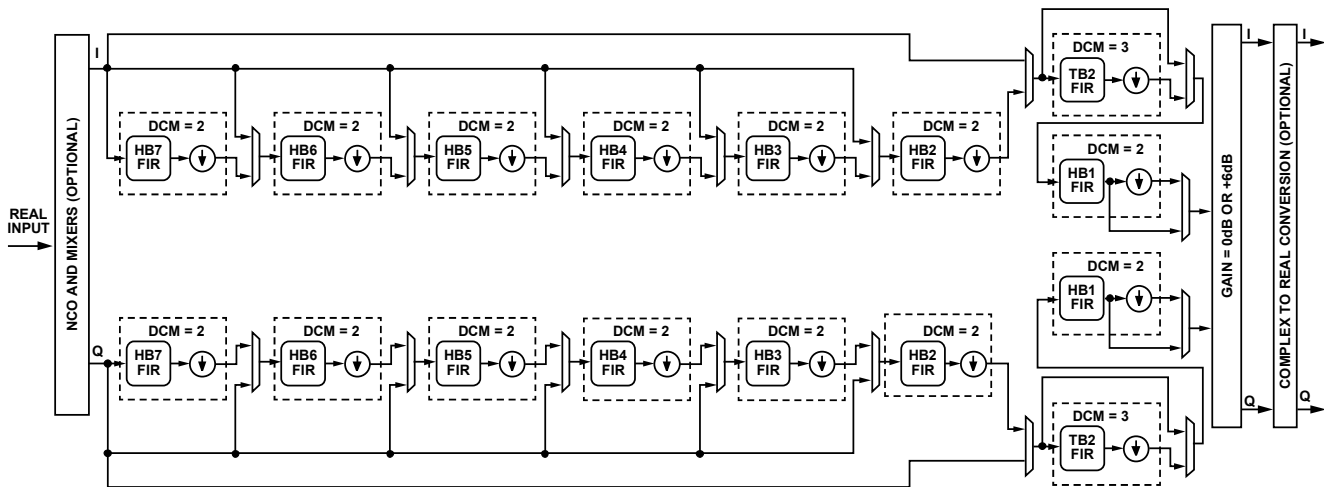 REAL
INPUT
NCO AND MIXERS (OPTIONAL)
I
DCM = 2
HB7
FIR
DCM = 2
HB6
FIR
DCM = 2
HB5
FIR
DCM = 2
HB4
FIR
DCM = 2
HB3
FIR
DCM = 2
HB2
FIR
DCM = 3
TB2
FIR
DCM = 2
HB1
FIR
Q
DCM = 2
HB7
FIR
DCM = 2
HB6
FIR
DCM = 2
HB5
FIR
DCM = 2
HB4
FIR
DCM = 2
HB3
FIR
DCM = 2
HB2
FIR
DCM = 2
HB1
FIR
DCM = 3
TB2
FIR
GAIN = 0dB OR +6dB
I
Q
COMPLEX TO REAL CONVERSION (OPTIONAL)
I
Q